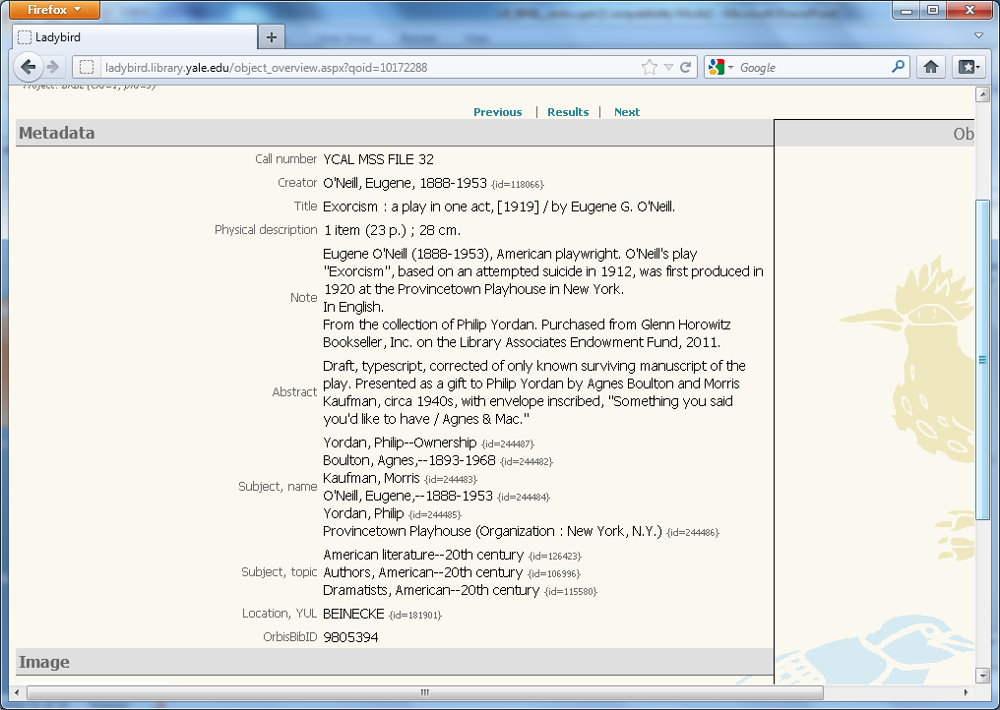 Firefox
Ladybird
ladybird.library.yale.edu/object_overview.aspx?qoid=10172288
Google
Previous | Results | Next
Metadata
Ob
Call number YCAL MSS FILE 32
Creator O'Neill, Eugene, 1888-1953 {id=118066}
Title Exorcism : a play in one act, [1919] / by Eugene G. O'Neill.
Physical description 1 item (23 p.) ; 28 cm.
Note Eugene O'Neill (1888-1953), American playwright. O'Neill's play
"Exorcism", based on an attempted suicide in 1912, was first produced in
1920 at the Provincetown Playhouse in New York.
In English.
From the collection of Philip Yordan. Purchased from Glenn Horowitz
Bookseller, Inc. on the Library Associates Endowment Fund, 2011.
Abstract Draft, typescript, corrected of only known surviving manuscript of the
play. Presented as a gift to Philip Yordan by Agnes Boulton and Morris
Kaufman, circa 1940s, with envelope inscribed, "Something you said
you'd like to have / Agnes & Mac."
Subject, name Yordan, Philip--Ownership {id=244487}
Boulton, Agnes,--1893-1968 {id=244482}
Kaufman, Morris {id=244483}
O'Neill, Eugene,--1888-1953 {id=244484}
Yordan, Philip {id=244485}
Provincetown Playhouse (Organization : New York, N.Y.) {id=244486}
Subject, topic American literature--20th century {id=126423}
Authors, American--20th century {id=106996}
Dramatists, American--20th century {id=115580}
Location, YUL BEINECKE {id=181901}
OrbisBibID 9805394
Image